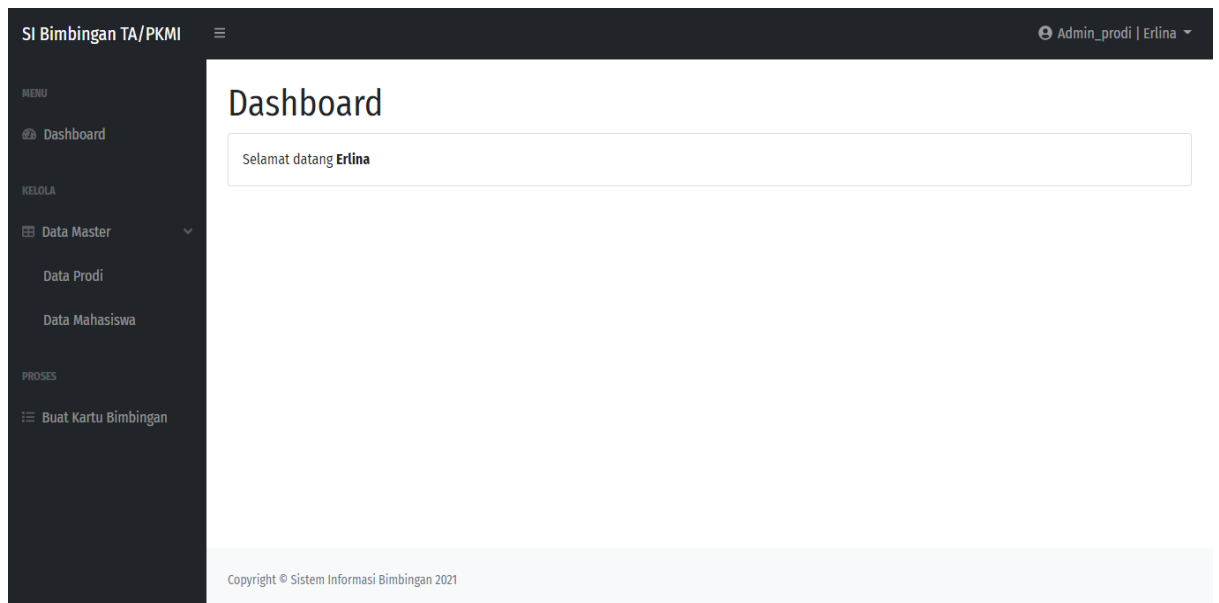 SI Bimbingan TA/PKMI
Admin_prodi | Erlina
MENU
Dashboard
KELOLA
Data Master
Data Prodi
Data Mahasiswa
PROSES
Buat Kartu Bimbingan
Dashboard
Selamat datang Erlina
Copyright © Sistem Informasi Bimbingan 2021